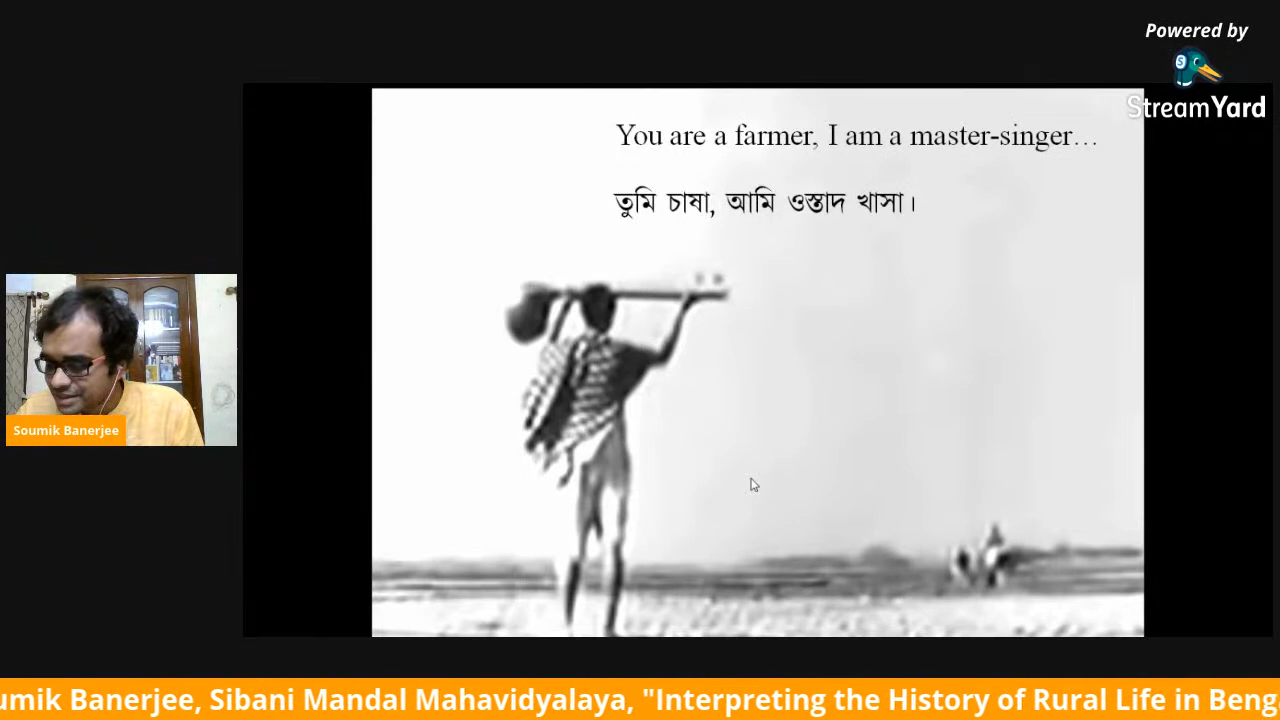 Powered by
StreamYard
You are a farmer, I am a master-singer…
তুমি চাষা, আমি ওস্তাদ খাসা।
Soumik Banerjee
umik Banerjee, Sibani Mandal Mahavidyalaya, "Interpreting the History of Rural Life in Beng